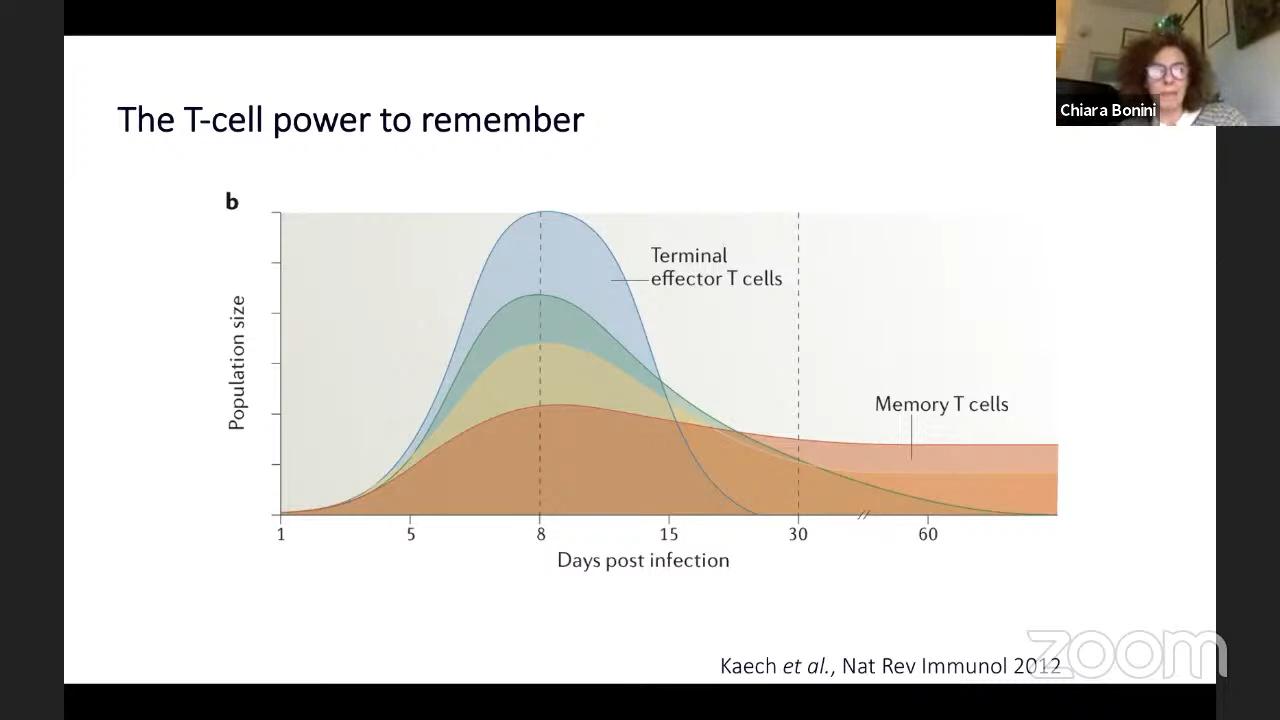 Chiara Bonini
The T-cell power to remember
b
Terminal
effector T cells
Memory T cells
Population size
1 5 8 15 30 60
Days post infection
Kaech et al., Nat Rev Immunol 2012
zoom